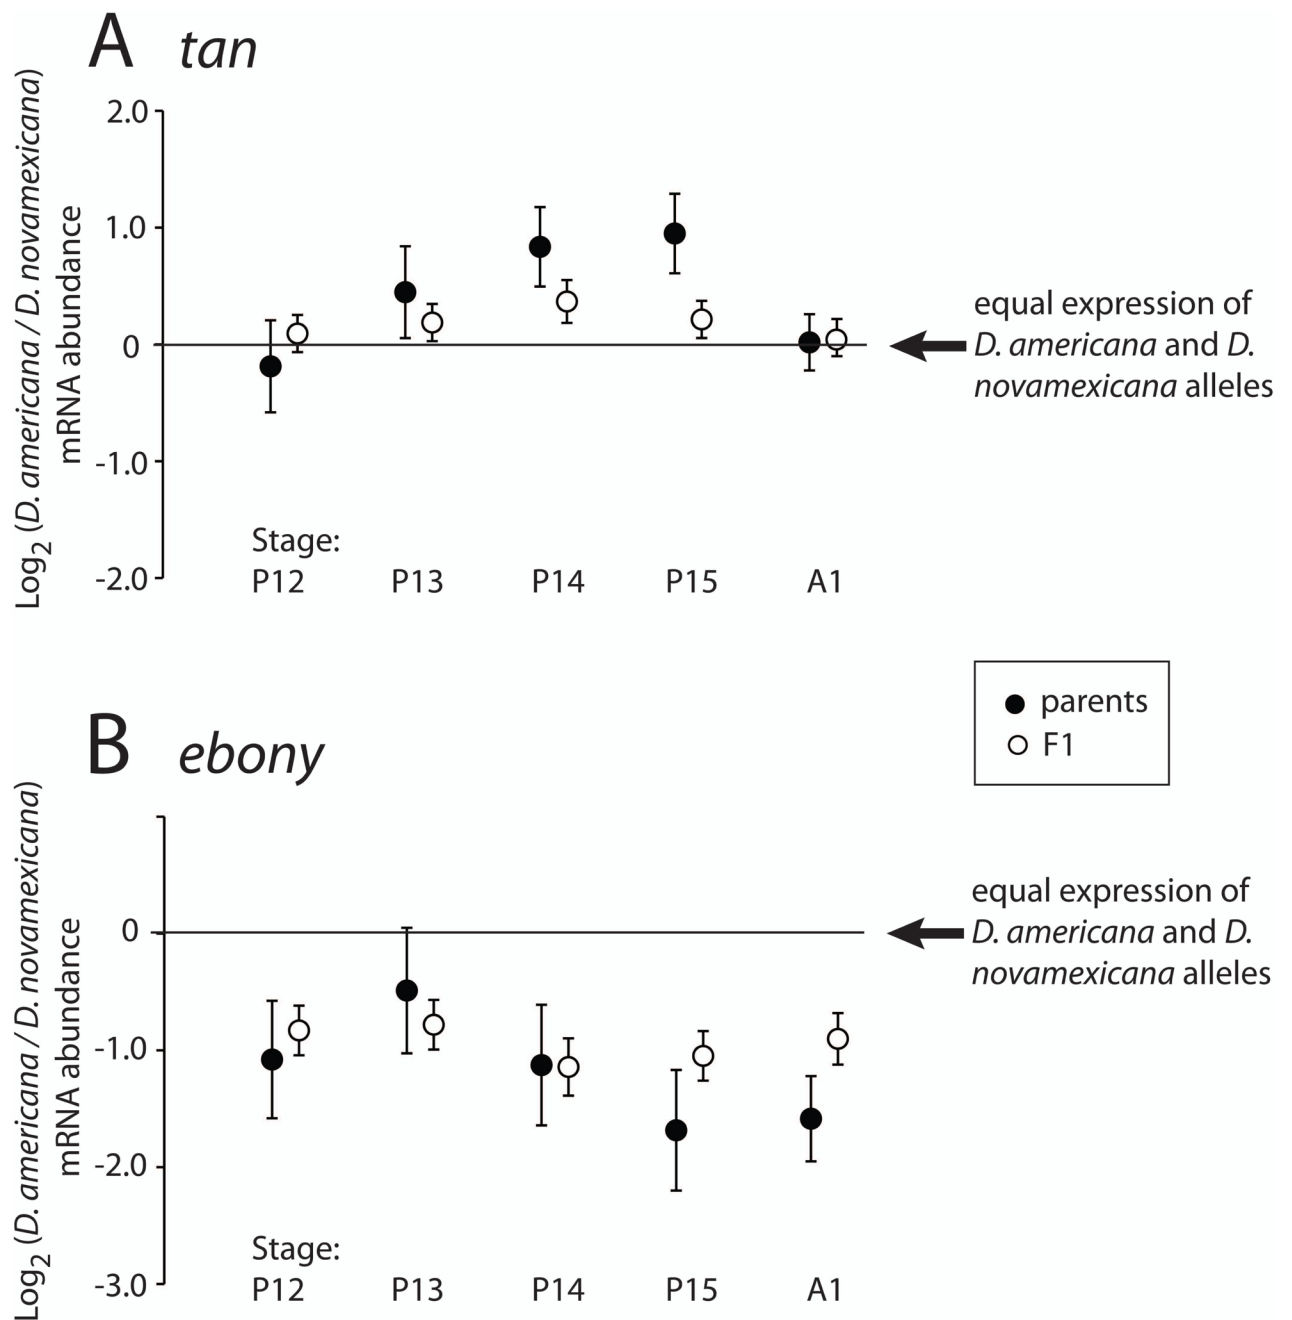 A tan
Log2 (D. americana / D. novamexicana)
mRNA abundance
2.0
1.0
0
-1.0
-2.0
equal expression of
D. americana and D.
novamexicana alleles
Stage:
P12 P13 P14 P15 A1
parents
F1
B ebony
Log2 (D. americana / D. novamexicana)
mRNA abundance
0
-1.0
-2.0
-3.0
equal expression of
D. americana and D.
novamexicana alleles
Stage:
P12 P13 P14 P15 A1